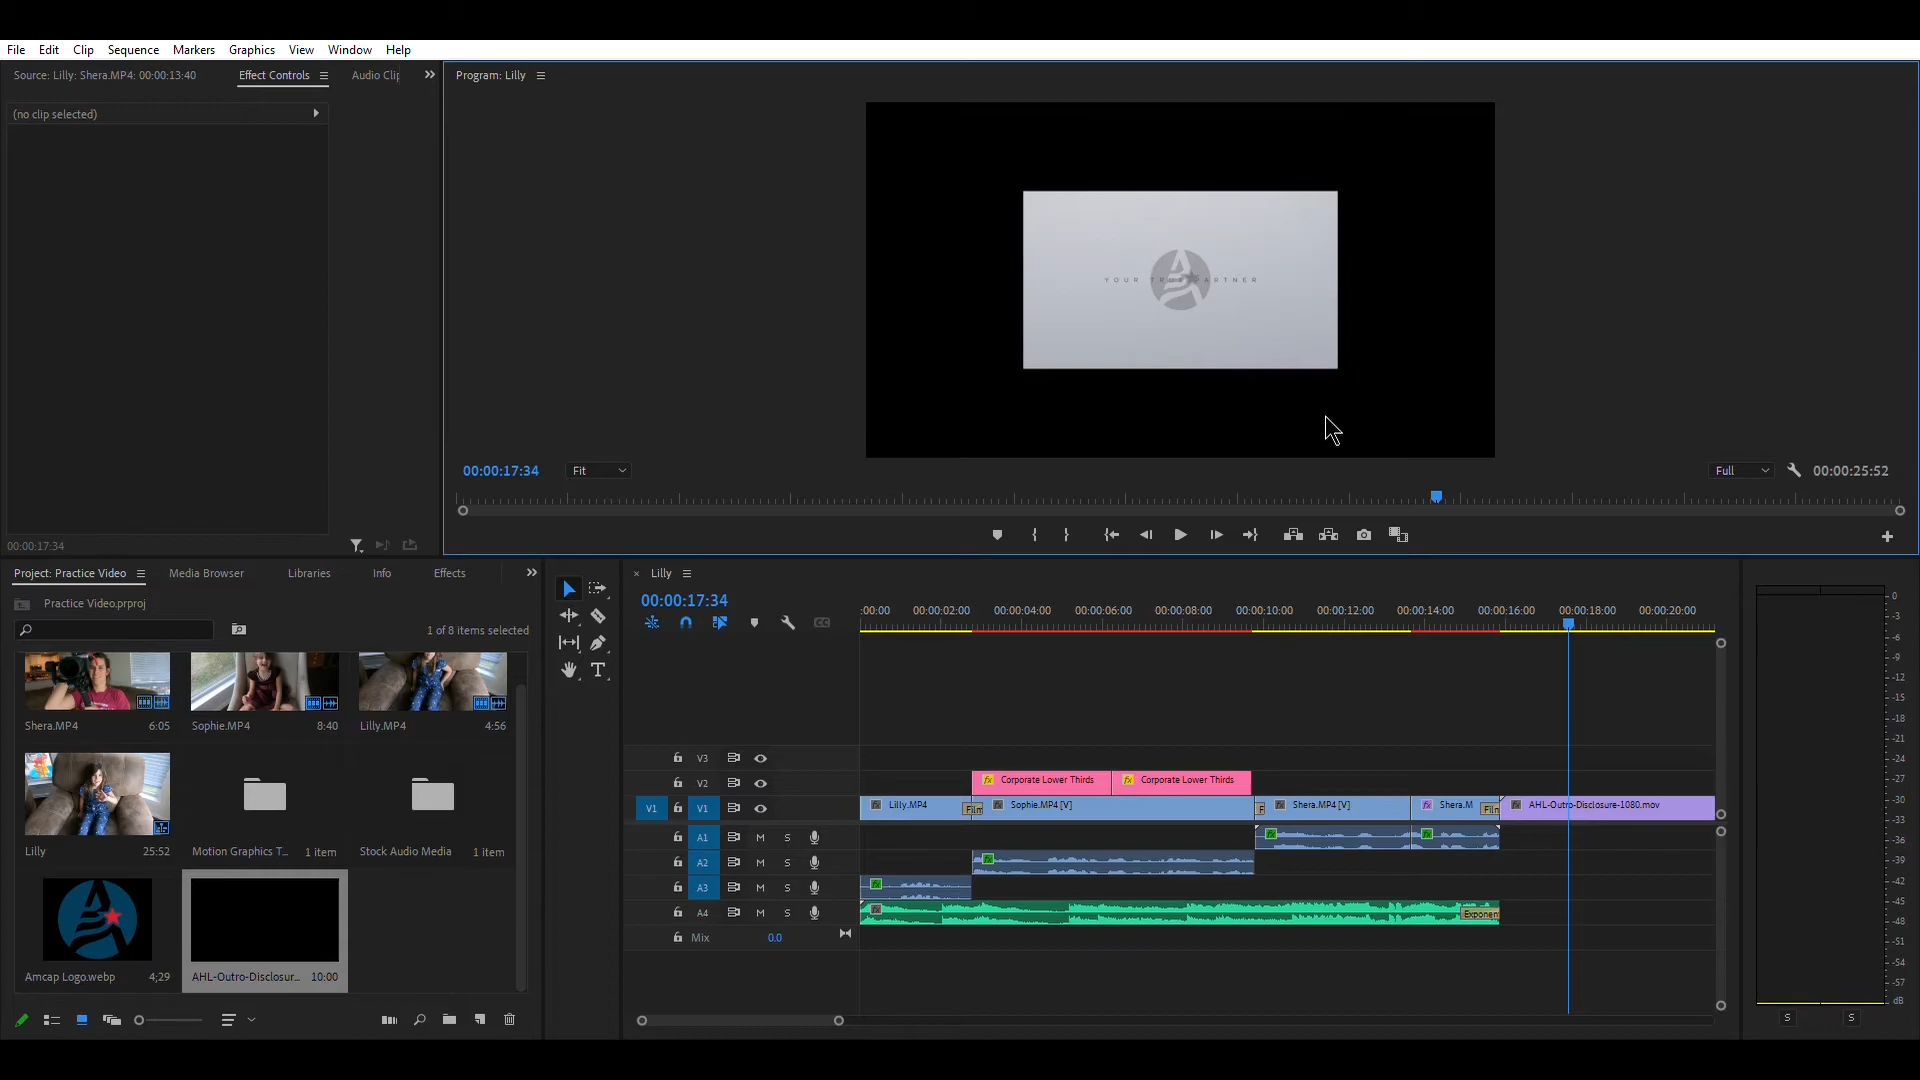 File Edit Clip Sequence Markers Graphics View Window Help
Source: Lilly: Shera.MP4: 00:00:13:40 Effect Controls Audio Clip
Program: Lilly
(no clip selected)
YOUR TRUE PARTNER
00:00:17:34 Fit Full 00:00:25:52
00:00:17:34
Project: Practice Video Media Browser Libraries Info Effects
Practice Video.prproj
1 of 8 items selected
Shera.MP4 6:05
Sophie.MP4 8:40
Lilly.MP4 4:56
Lilly 25:52
Motion Graphics T... 1 item
Stock Audio Media 1 item
Amcap Logo.webp 4;29
AHL-Outro-Disclosur... 10:00
Lilly
00:00:17:34
:00:00 00:00:02:00 00:00:04:00 00:00:06:00 00:00:08:00 00:00:10:00 00:00:12:00 00:00:14:00 00:00:16:00 00:00:18:00 00:00:20:00
V3
V2 Corporate Lower Thirds Corporate Lower Thirds
V1 V1 Lilly.MP4 Film Sophie.MP4 [V] F Shera.MP4 [V] Shera.M Film AHL-Outro-Disclosure-1080.mov
A1 M S
A2 M S
A3 M S
A4 M S Exponen
Mix 0.0
0
-3
-6
-9
-12
-15
-18
-21
-24
-27
-30
-33
-36
-39
-42
-45
-48
-51
-54
-57
dB
S S